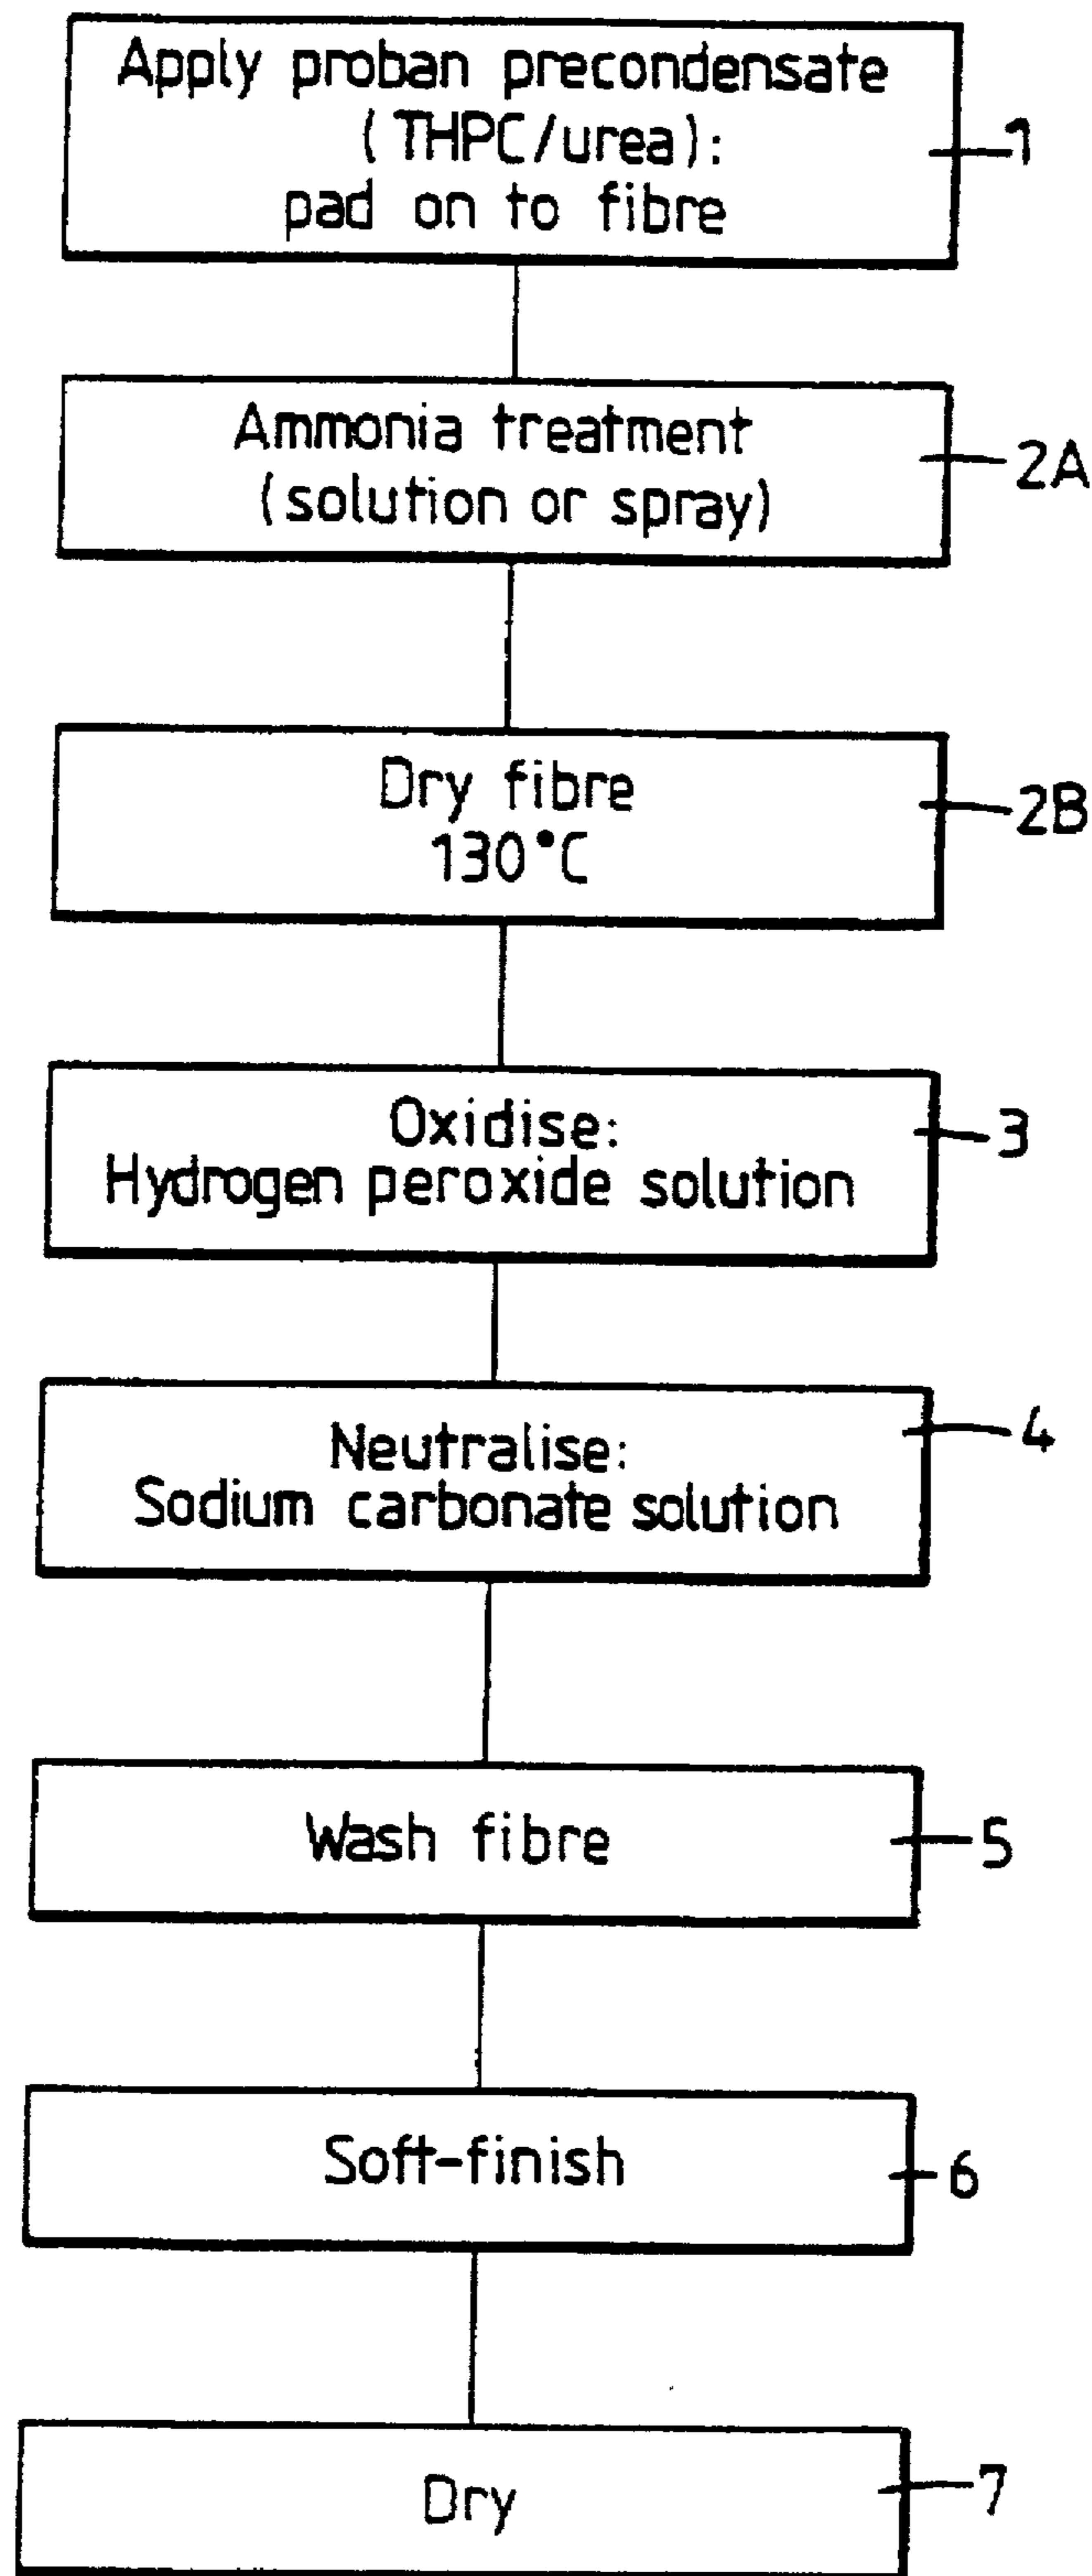 Apply proban precondensate
(THPC/urea):
pad on to fibre
1
Ammonia treatment
(solution or spray)
2A
Dry fibre
130°C
2B
Oxidise:
Hydrogen peroxide solution
3
Neutralise:
Sodium carbonate solution
4
Wash fibre
5
Soft-finish
6
Dry
7